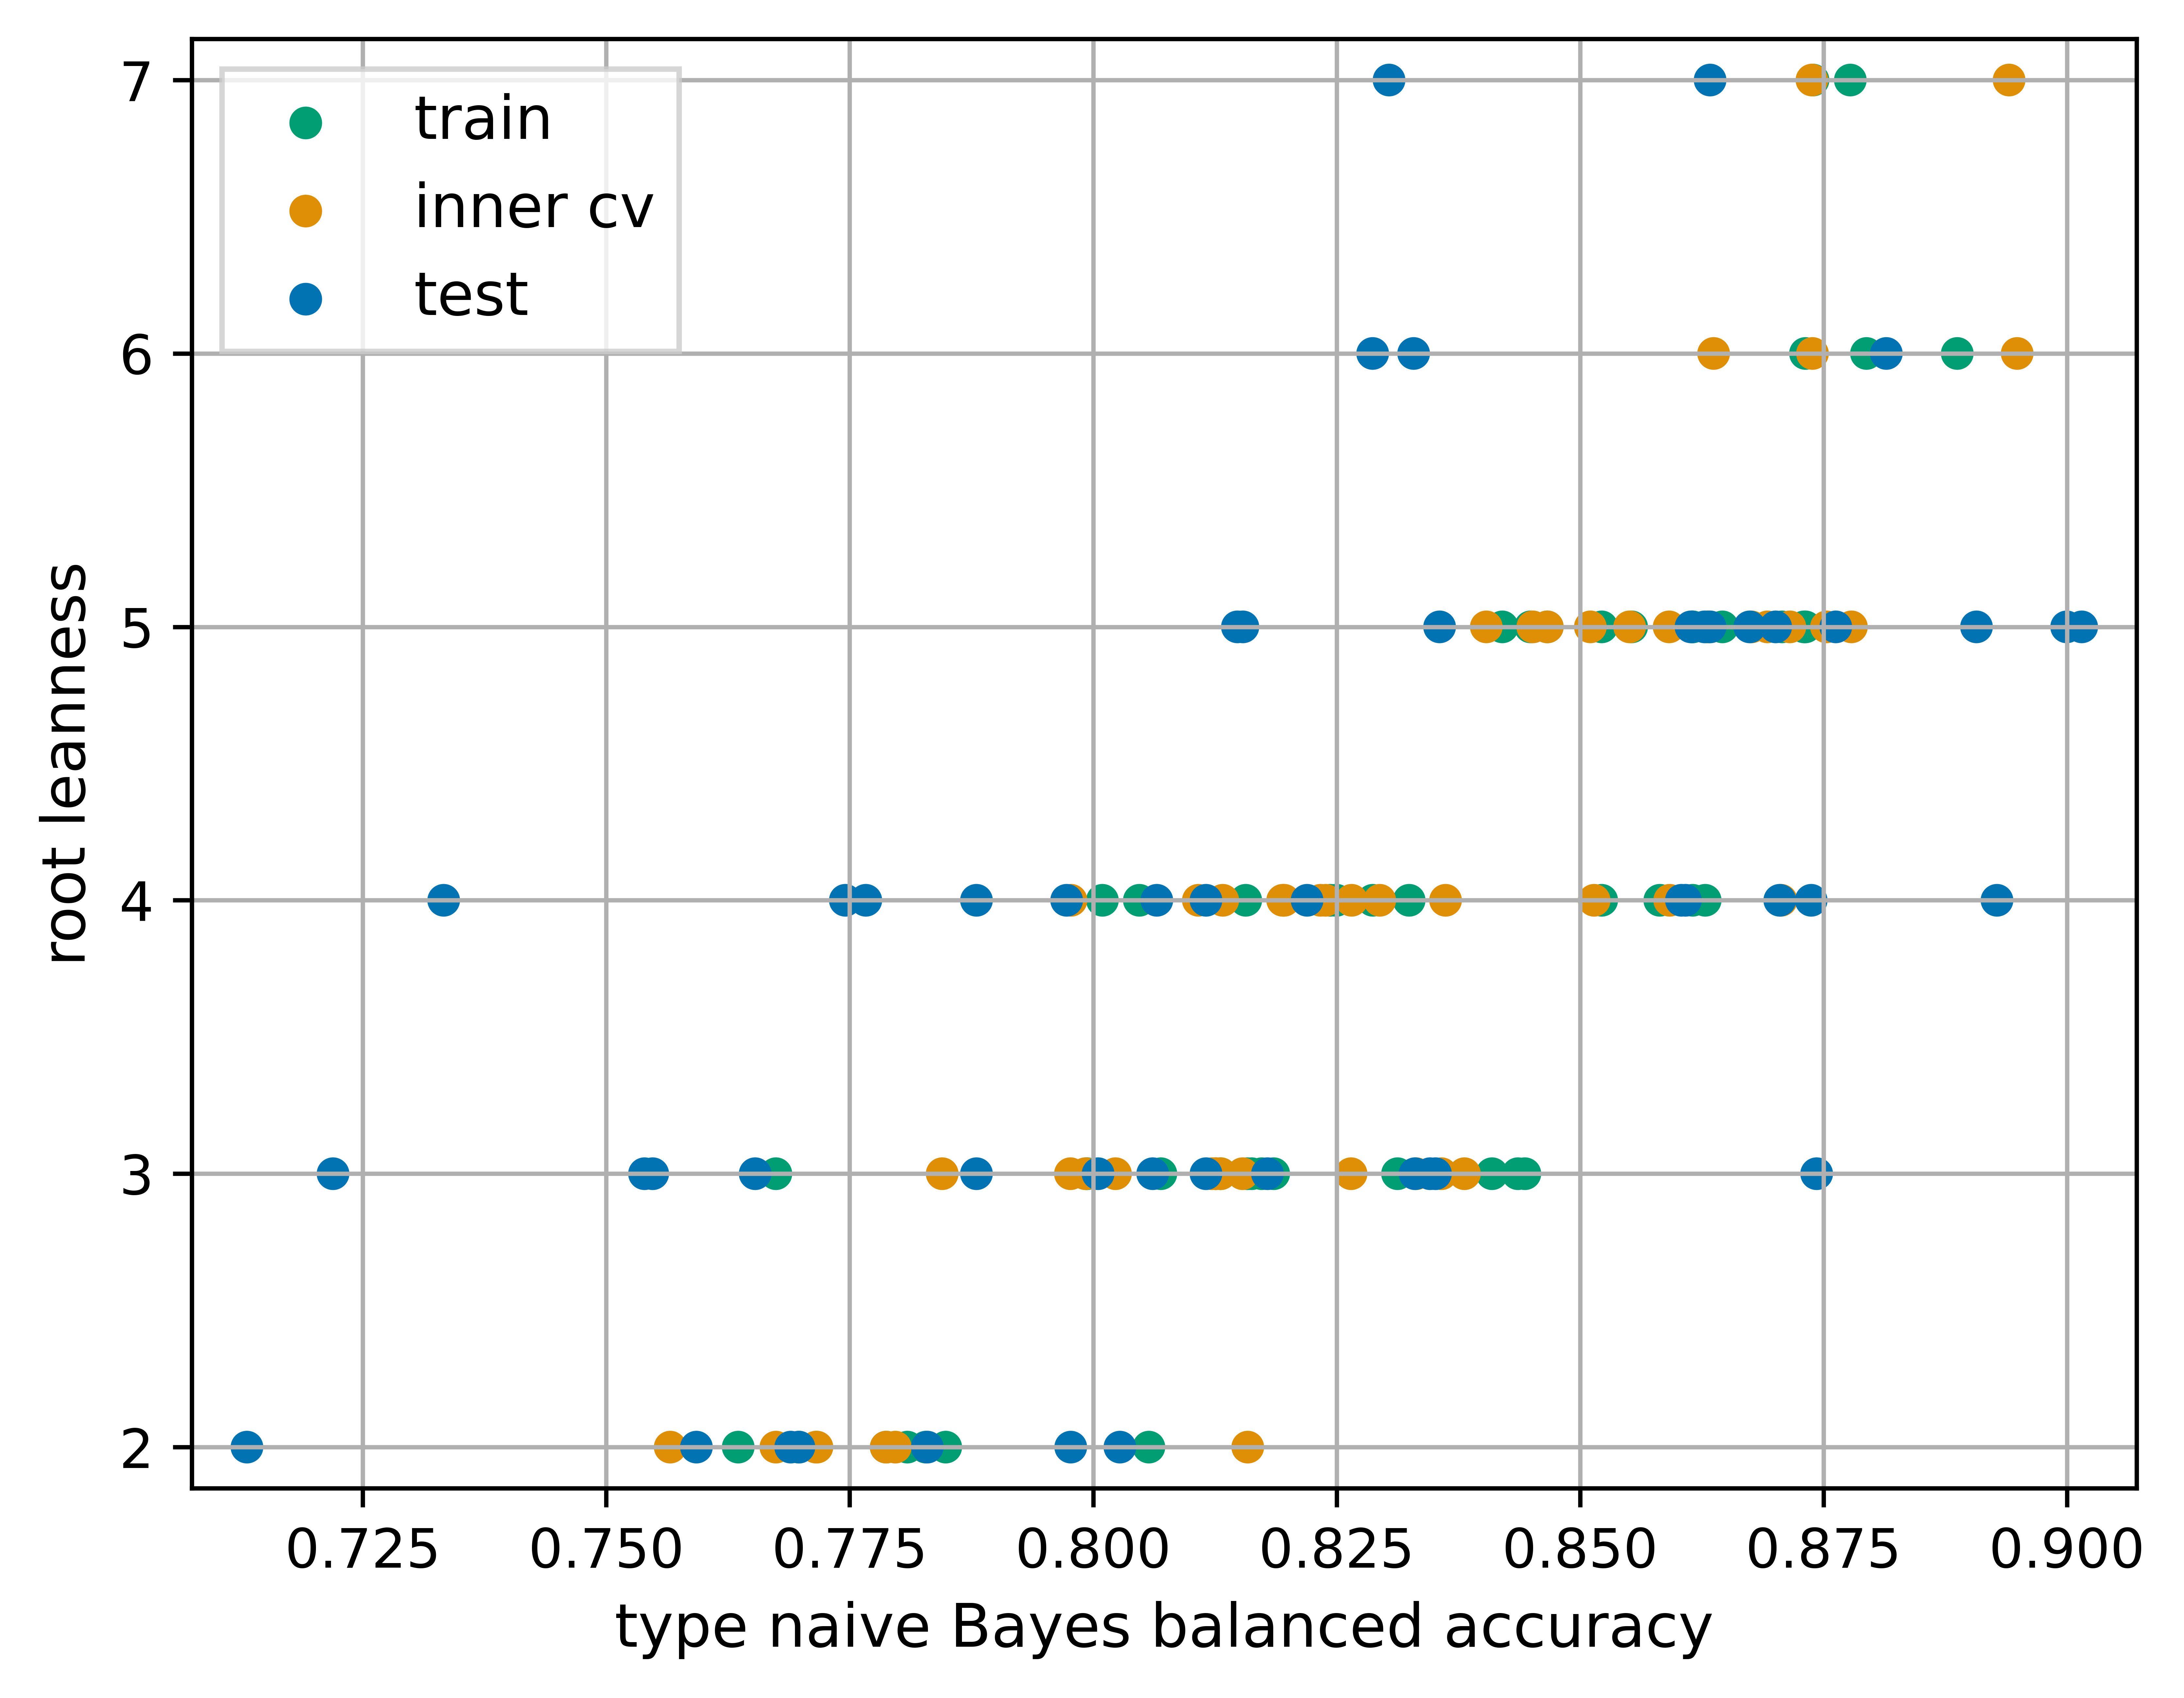 train
inner cv
test
7
6
5
4
3
2
root leanness
0.725 0.750 0.775 0.800 0.825 0.850 0.875 0.900
type naive Bayes balanced accuracy